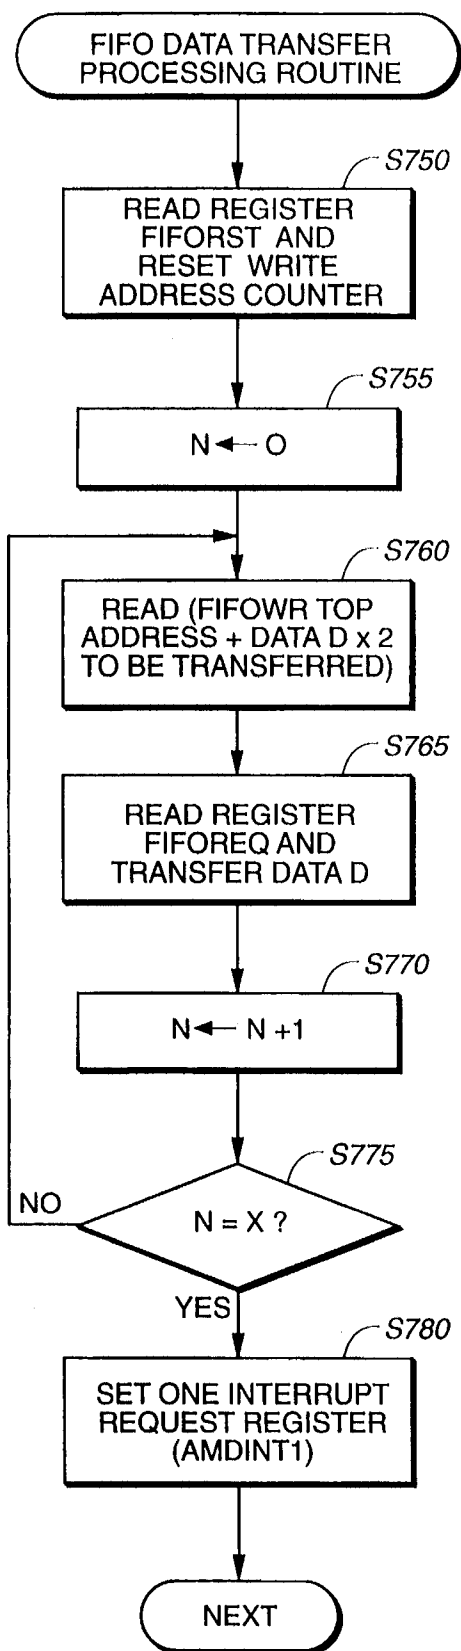 FIFO DATA TRANSFER
PROCESSING ROUTINE
S750
READ REGISTER
FIFORST AND
RESET WRITE
ADDRESS COUNTER
S755
N ← O
S760
READ (FIFOWR TOP
ADDRESS + DATA D x 2
TO BE TRANSFERRED)
S765
READ REGISTER
FIFOREQ AND
TRANSFER DATA D
S770
N ← N +1
S775
N = X ?
NO
YES
S780
SET ONE INTERRUPT
REQUEST REGISTER
(AMDINT1)
NEXT